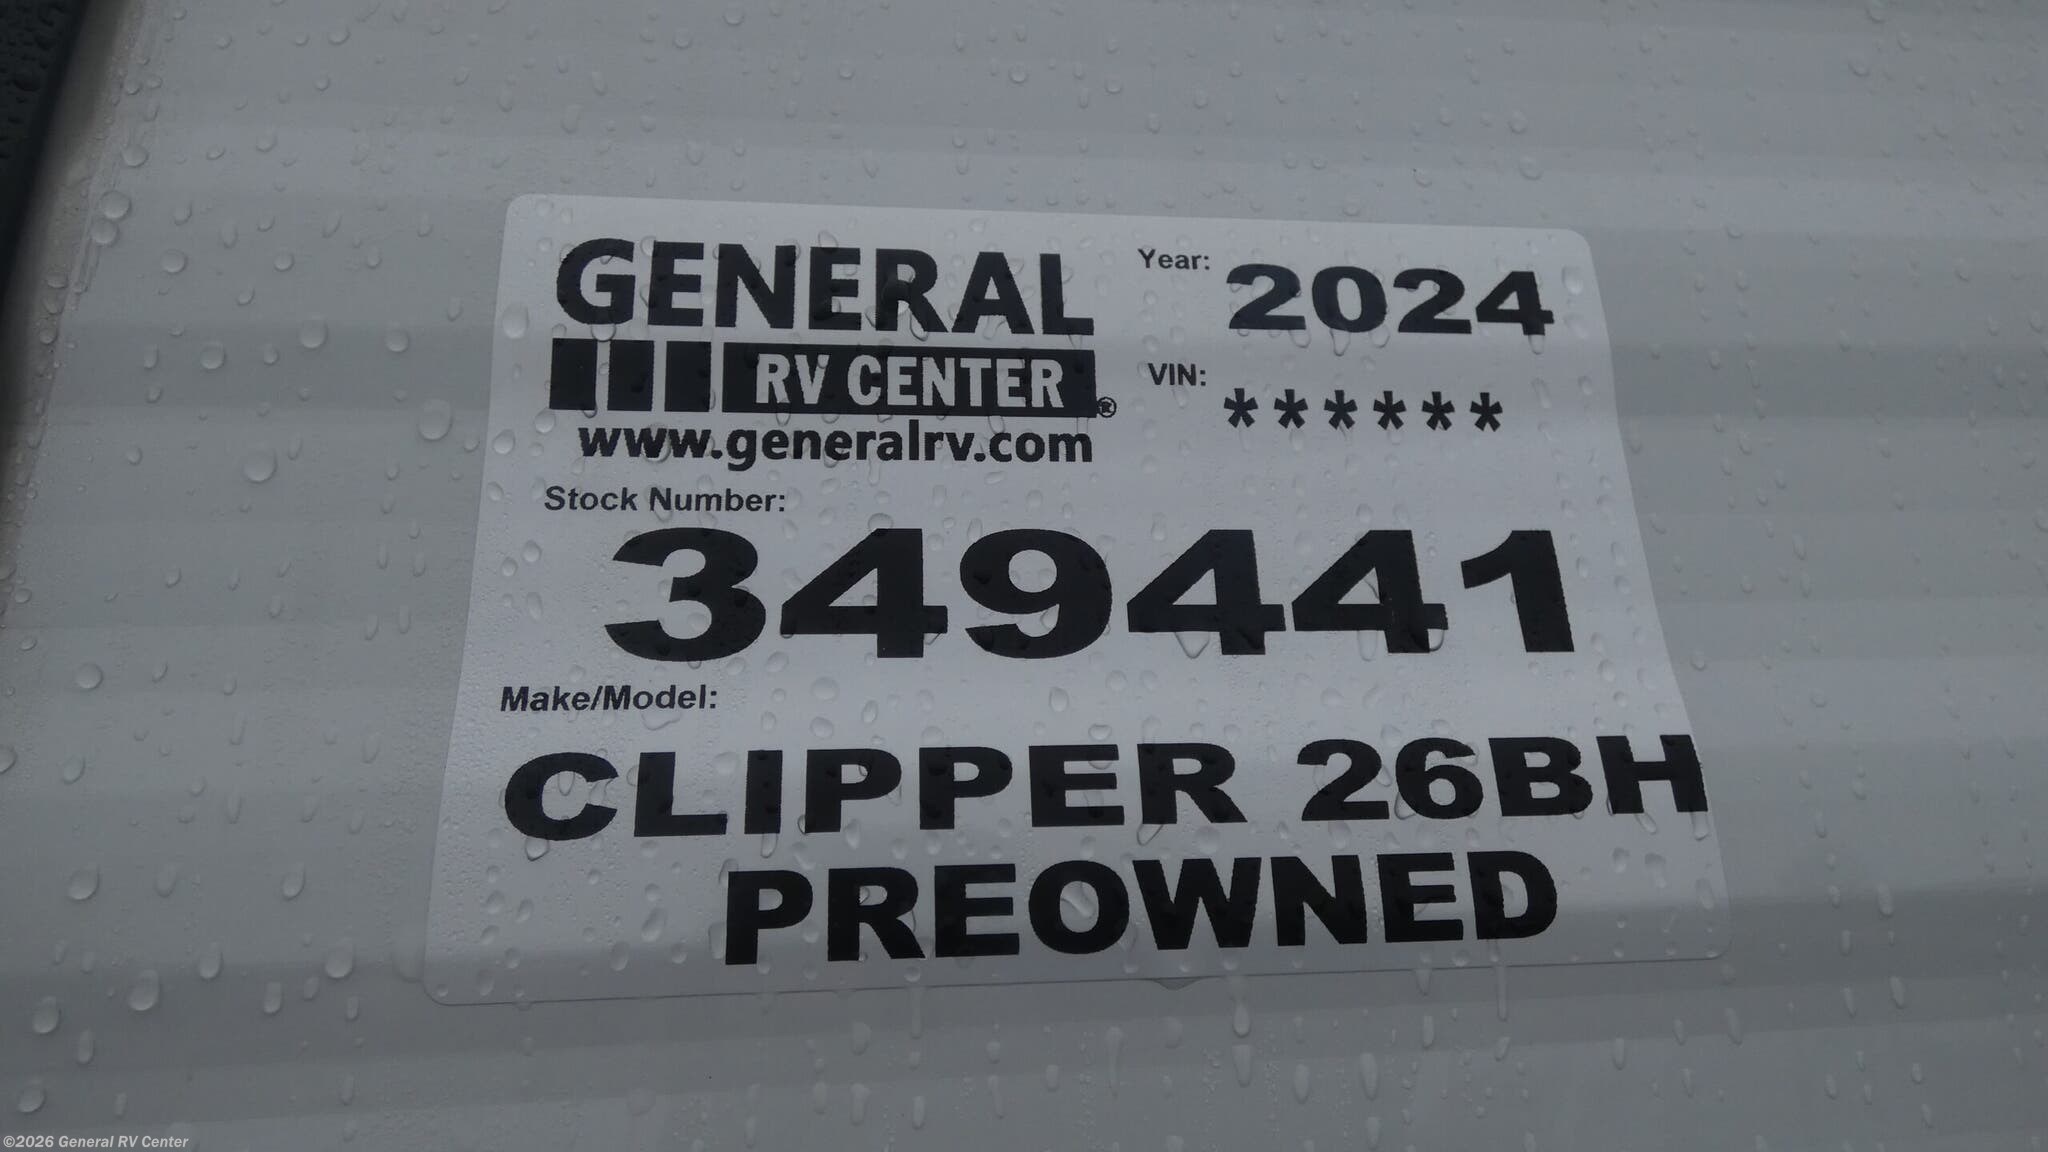 GENERAL
RV CENTER®
www.generalrv.com
Year: 2024
VIN: ******
Stock Number:
349441
Make/Model:
CLIPPER 26BH
PREOWNED
©2026 General RV Center